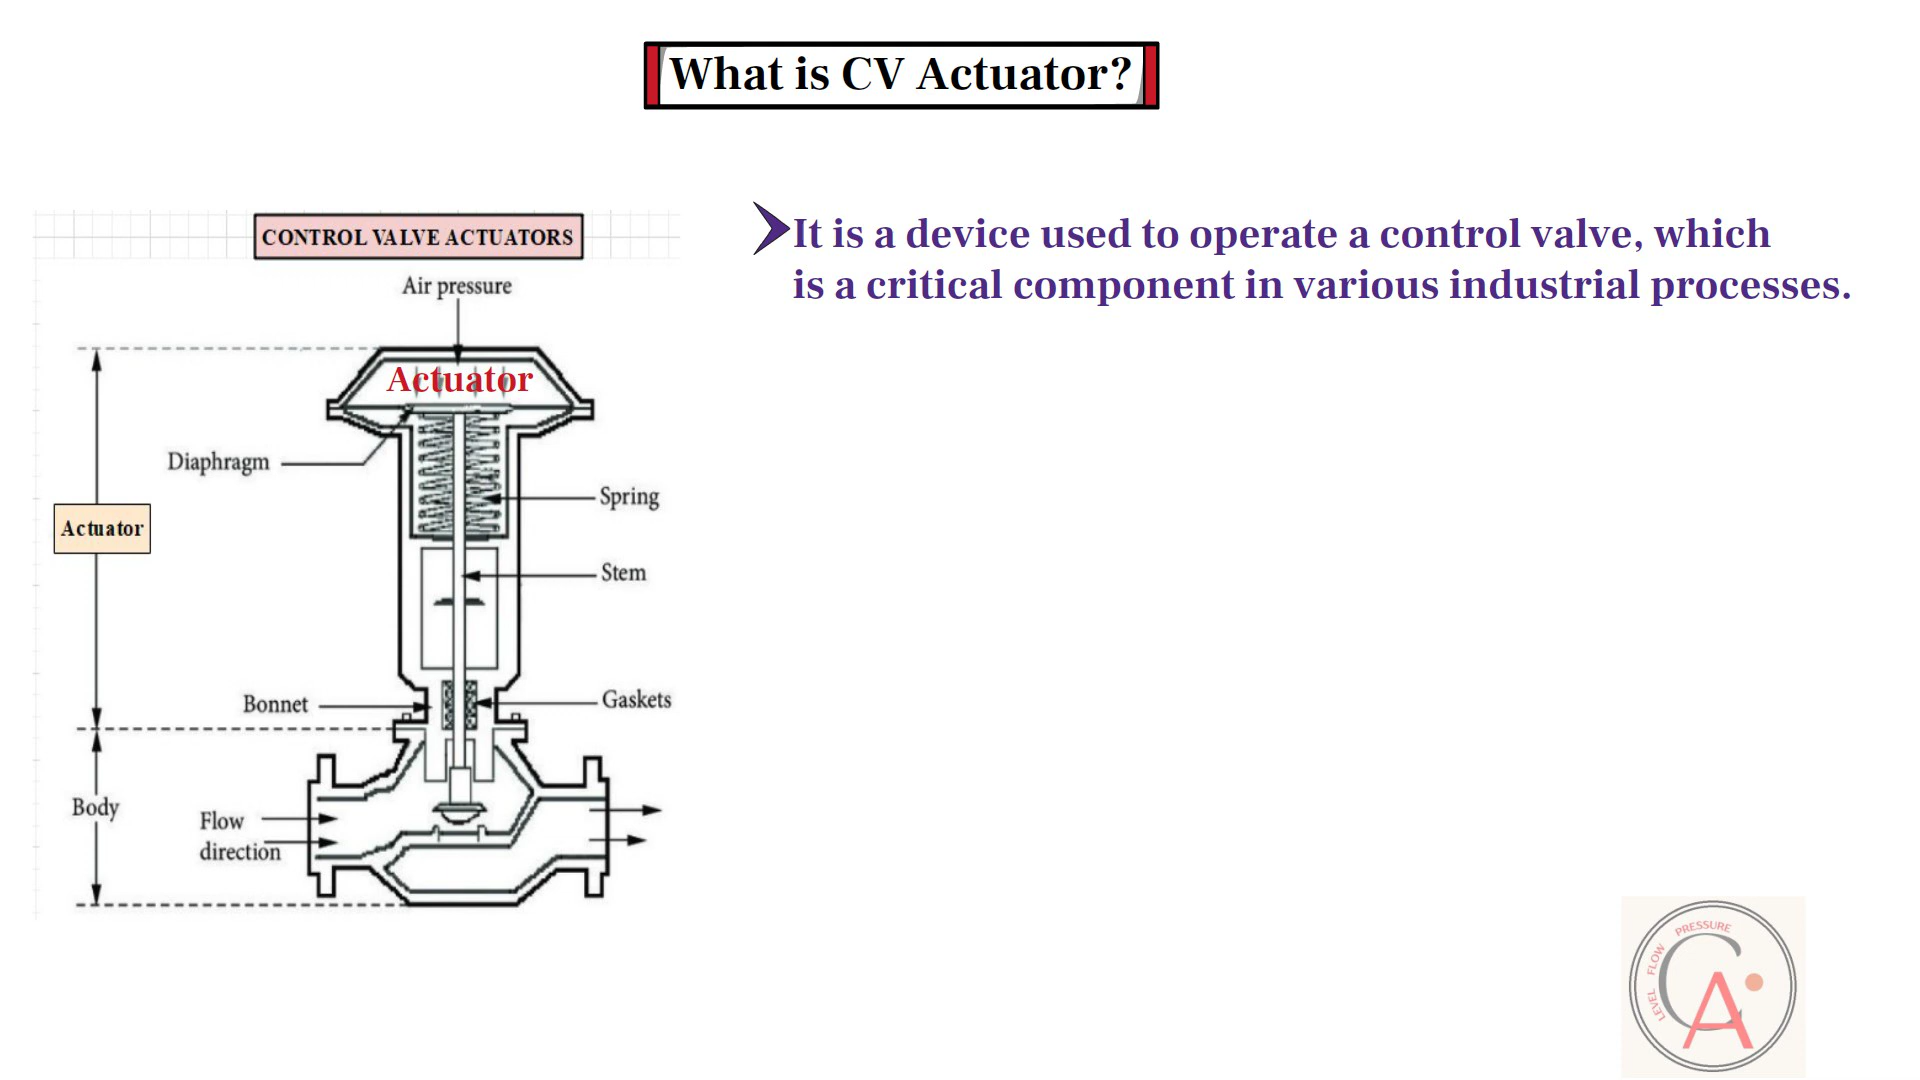 What is CV Actuator?
CONTROL VALVE ACTUATORS
It is a device used to operate a control valve, which
is a critical component in various industrial processes.
Air pressure
Actuator
Diaphragm
Spring
Actuator
Stem
Bonnet
Gaskets
Body
Flow
direction
LEVEL FLOW PRESSURE
CA